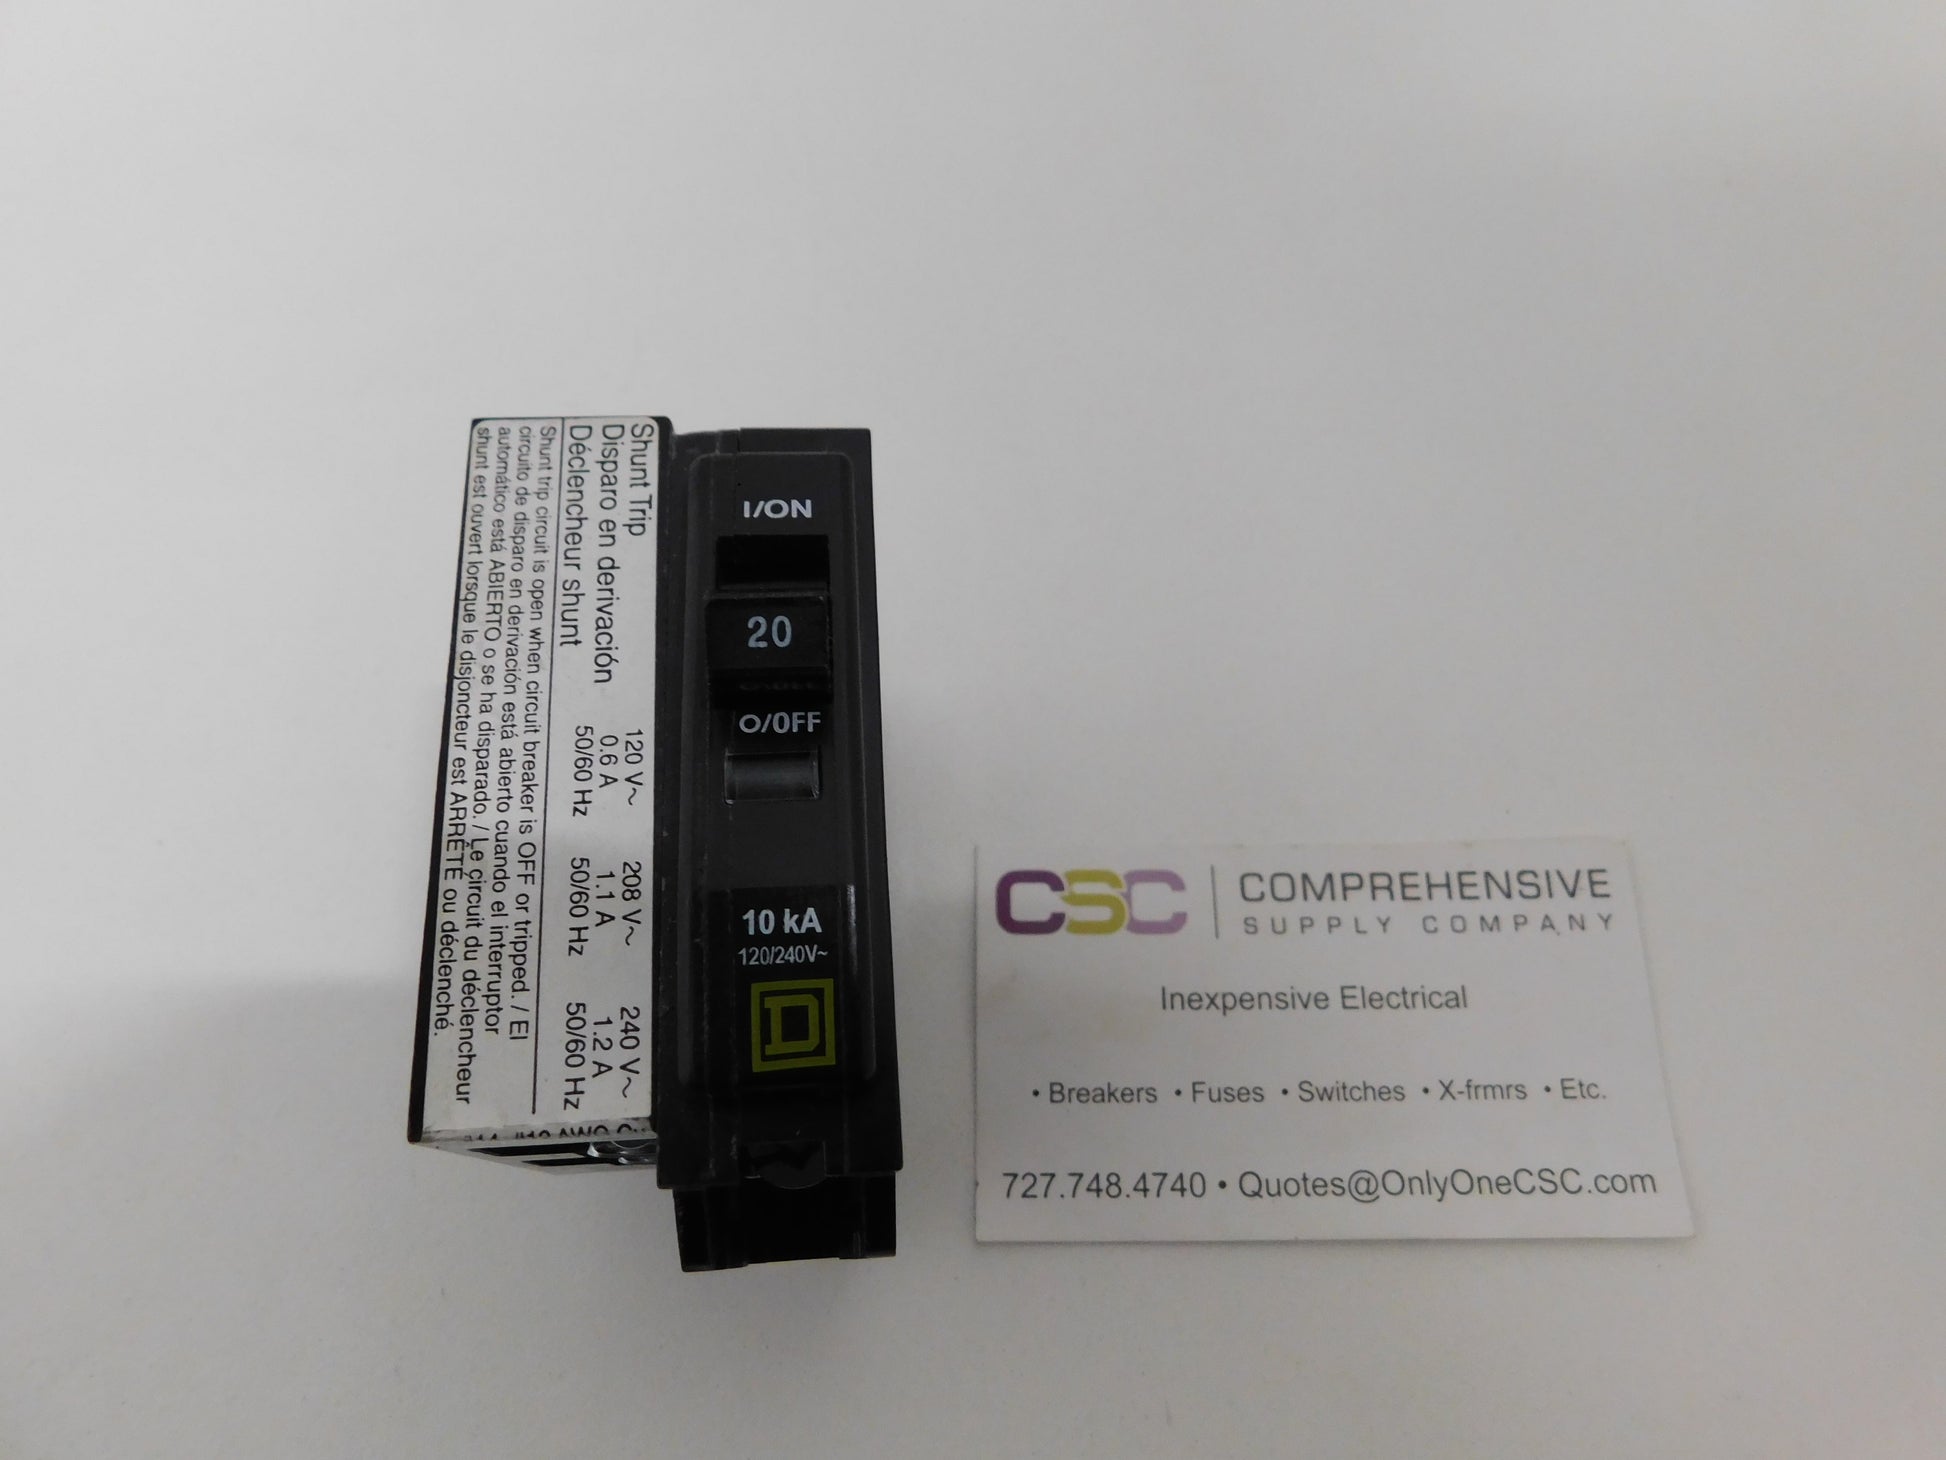 Shunt Trip
Disparo en derivación
Déclencheur shunt
120 V~
0.6 A
50/60 Hz
208 V~
1.1 A
50/60 Hz
240 V~
1.2 A
50/60 Hz
Shunt trip circuit is open when circuit breaker is OFF or tripped. / El
circuito de disparo en derivación está abierto cuando el interruptor
automático está ABIERTO o se ha disparado. / Le circuit du déclencheur
shunt est ouvert lorsque le disjoncteur est ARRÊTÉ ou déclenché.
I/ON
20
O/OFF
10 kA
120/240V~
D
CSC
COMPREHENSIVE
SUPPLY COMPANY
Inexpensive Electrical
• Breakers • Fuses • Switches • X-frmrs • Etc.
727.748.4740 • Quotes@OnlyOneCSC.com